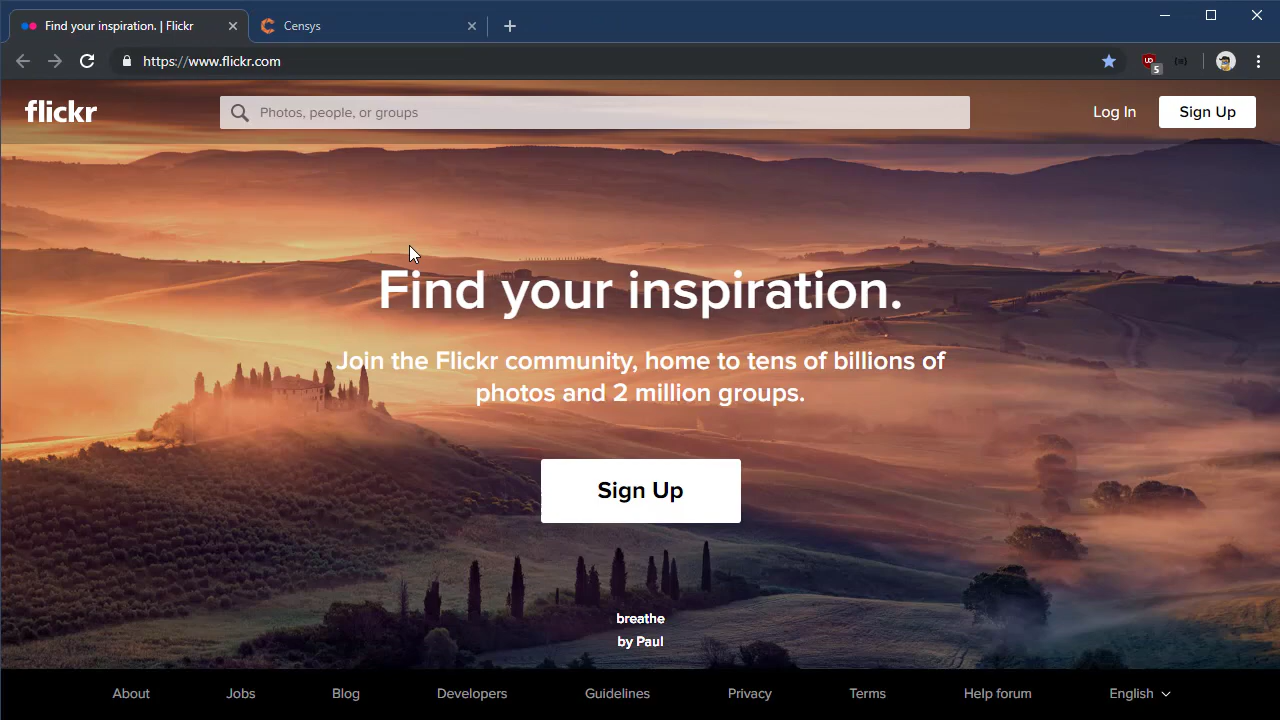 Find your inspiration. | Flickr
Censys
https://www.flickr.com
5
flickr
Photos, people, or groups
Log In
Sign Up
Find your inspiration.
Join the Flickr community, home to tens of billions of
photos and 2 million groups.
Sign Up
breathe
by Paul
About Jobs Blog Developers Guidelines Privacy Terms Help forum English